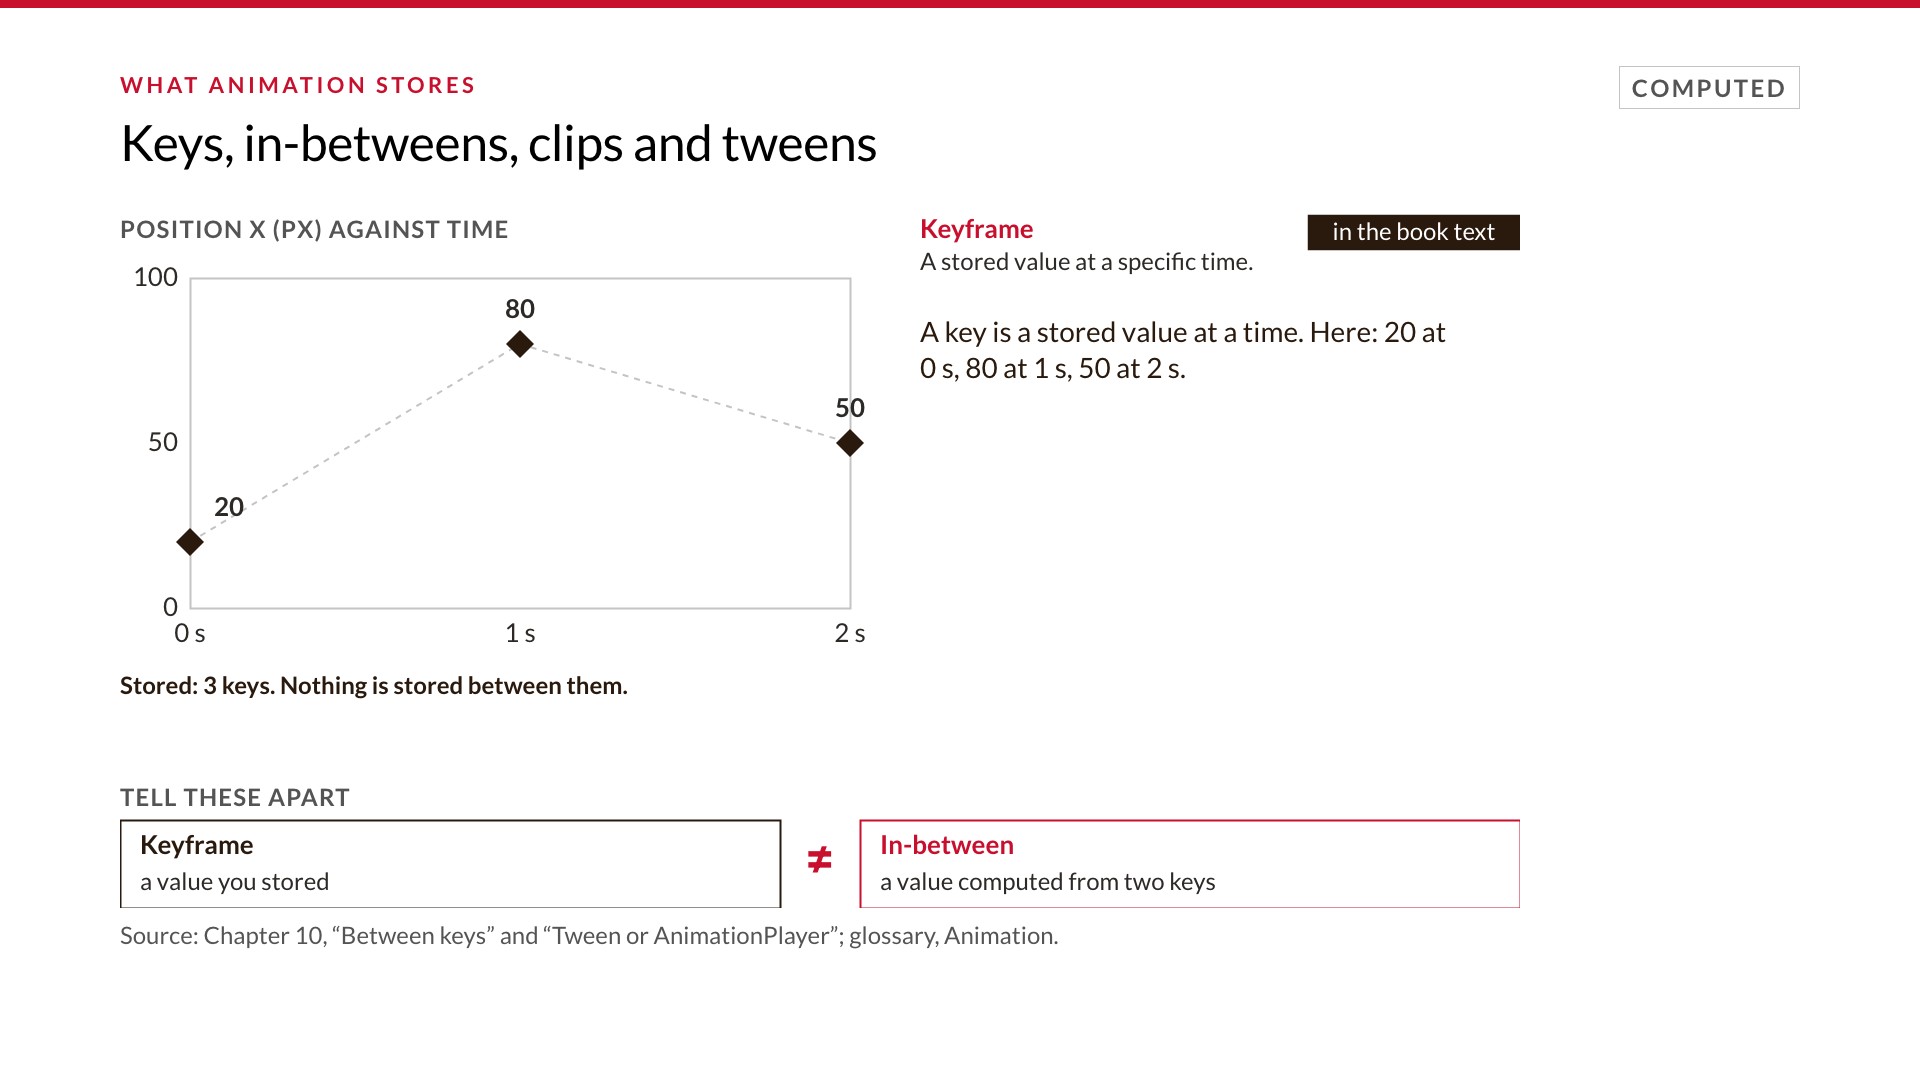 WHAT ANIMATION STORES
COMPUTED
Keys, in-betweens, clips and tweens
POSITION X (PX) AGAINST TIME
100
80
50
50
20
0
0 s
1 s
2 s
Stored: 3 keys. Nothing is stored between them.
Keyframe
in the book text
A stored value at a specific time.
A key is a stored value at a time. Here: 20 at
0 s, 80 at 1 s, 50 at 2 s.
TELL THESE APART
Keyframe
a value you stored
≠
In-between
a value computed from two keys
Source: Chapter 10, “Between keys” and “Tween or AnimationPlayer”; glossary, Animation.